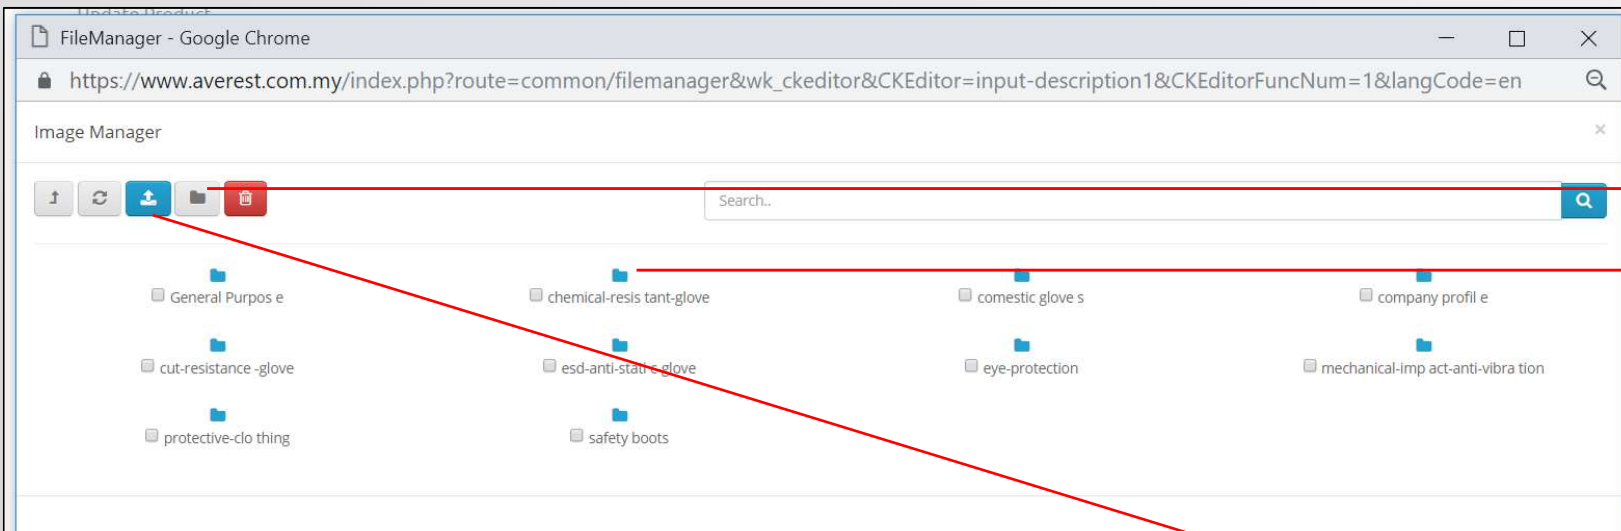 Update Product
FileManager - Google Chrome
https://www.averest.com.my/index.php?route=common/filemanager&wk_ckeditor&CKEditor=input-description1&CKEditorFuncNum=1&langCode=en
Image Manager
Search..
General Purpos e
chemical-resis tant-glove
comestic glove s
company profil e
cut-resistance -glove
esd-anti-stati c-glove
eye-protection
mechanical-imp act-anti-vibra tion
protective-clo thing
safety boots